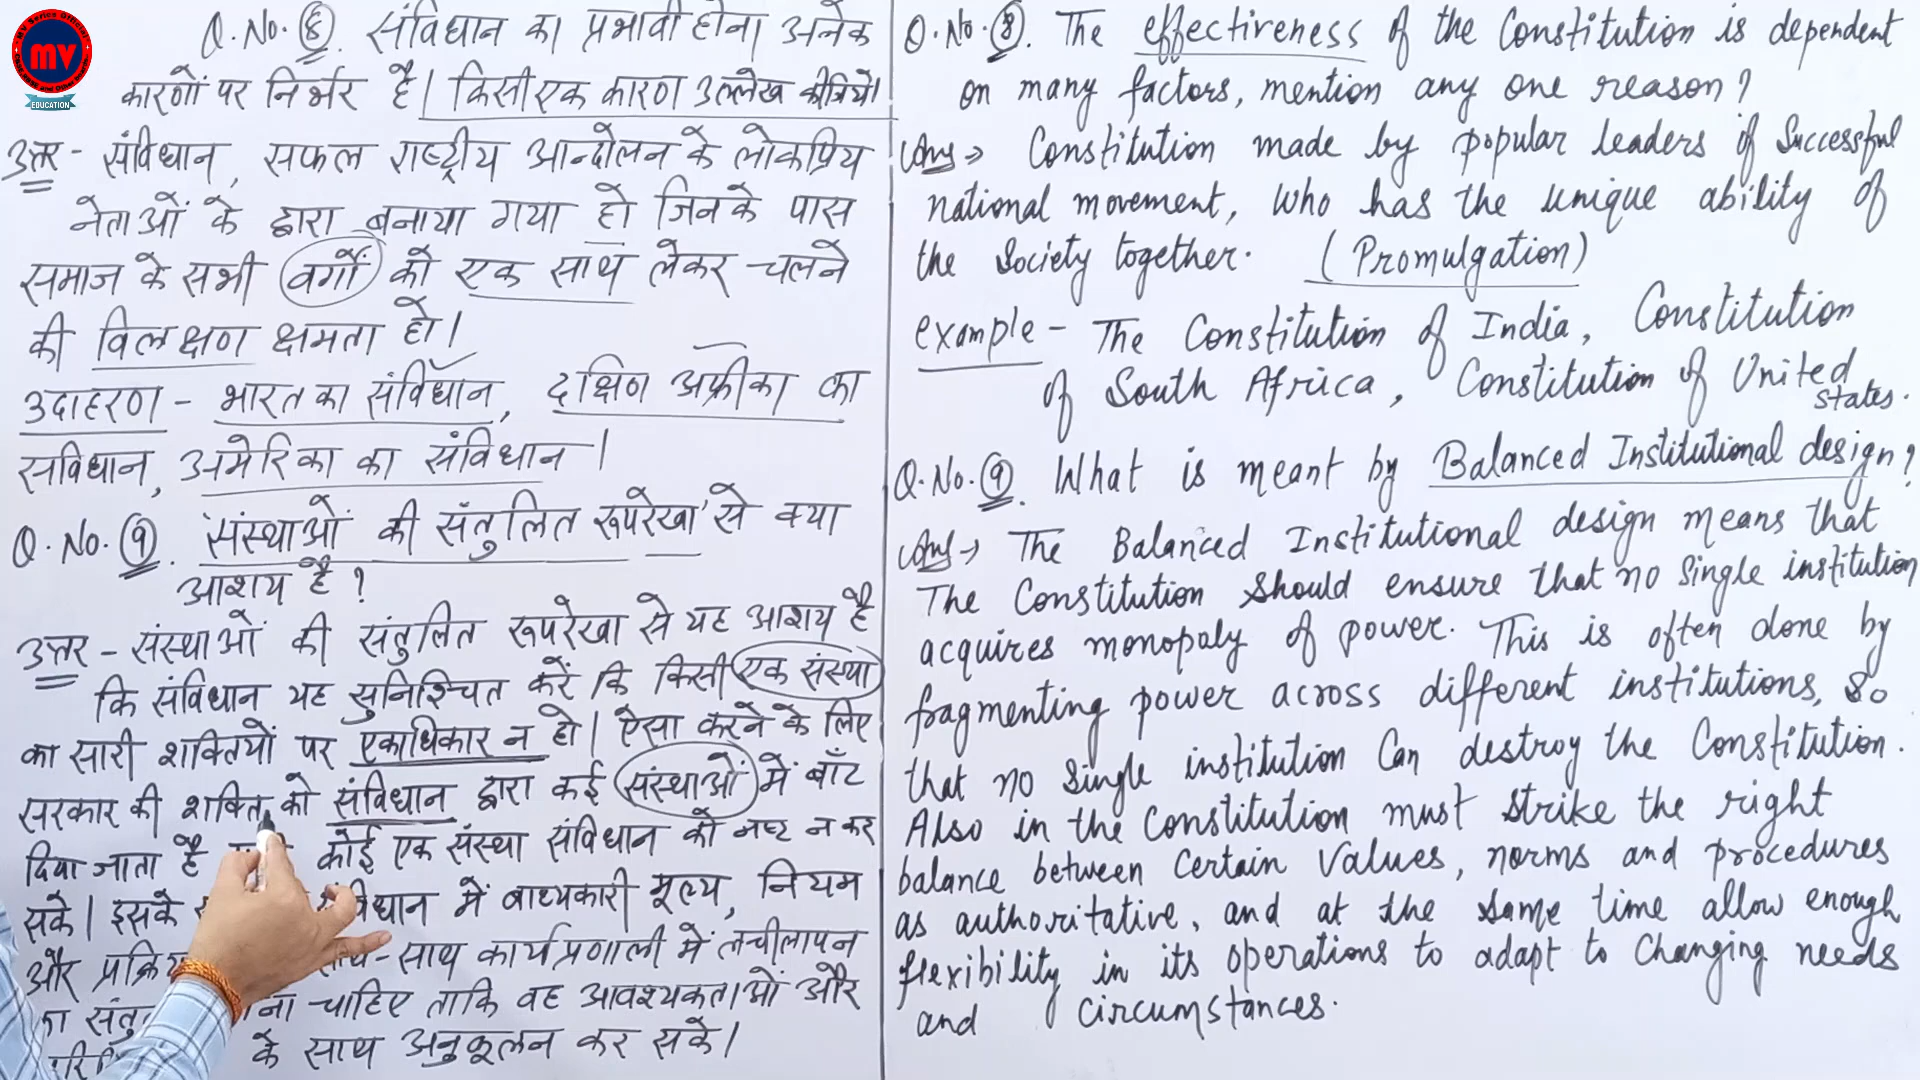 MV Series Official
mv
EDUCATION
Q. No. (8). संविधान का प्रभावी होना अनेक
कारणों पर निर्भर है। किसी एक कारण उल्लेख कीजिये।
उत्तर - संविधान, सफल राष्ट्रीय आन्दोलन के लोकप्रिय
नेताओं के द्वारा बनाया गया हो जिनके पास
समाज के सभी वर्गों को एक साथ लेकर चलने
की विलक्षण क्षमता हो।
उदाहरण - भारत का संविधान, दक्षिण अफ्रीका का
संविधान, अमेरिका का संविधान।
Q. No. (9). 'संस्थाओं की संतुलित रूपरेखा' से क्या
आशय है ?
उत्तर - संस्थाओं की संतुलित रूपरेखा से यह आशय है
कि संविधान यह सुनिश्चित करें कि किसी एक संस्था
का सारी शक्तियों पर एकाधिकार न हो। ऐसा करने के लिए
सरकार की शक्ति को संविधान द्वारा कई संस्थाओं में बाँट
दिया जाता है कोई एक संस्था संविधान को नष्ट न कर
सके। इसके संविधान में बाध्यकारी मूल्य, नियम
और साथ-साथ कार्यप्रणाली में लचीलापन
का चाहिए ताकि वह आवश्यकताओं और
के साथ अनुकूलन कर सके।
Q. No. (8). The effectiveness of the Constitution is dependent
on many factors, mention any one reason?
Ans → Constitution made by popular leaders of Successful
national movement, who has the unique ability of
the Society together. (Promulgation)
example - The Constitution of India, Constitution
of South Africa, Constitution of United
States.
Q. No. (9). What is meant by Balanced Institutional design?
Ans → The Balanced Institutional design means that
The Constitution should ensure that no single institution
acquires monopoly of power. This is often done by
fragmenting power across different institutions, So
that no single institution Can destroy the Constitution.
Also in the Constitution must strike the right
balance between Certain Values, norms and procedures
as authoritative, and at the same time allow enough
flexibility in its operations to adapt to Changing needs
and Circumstances.